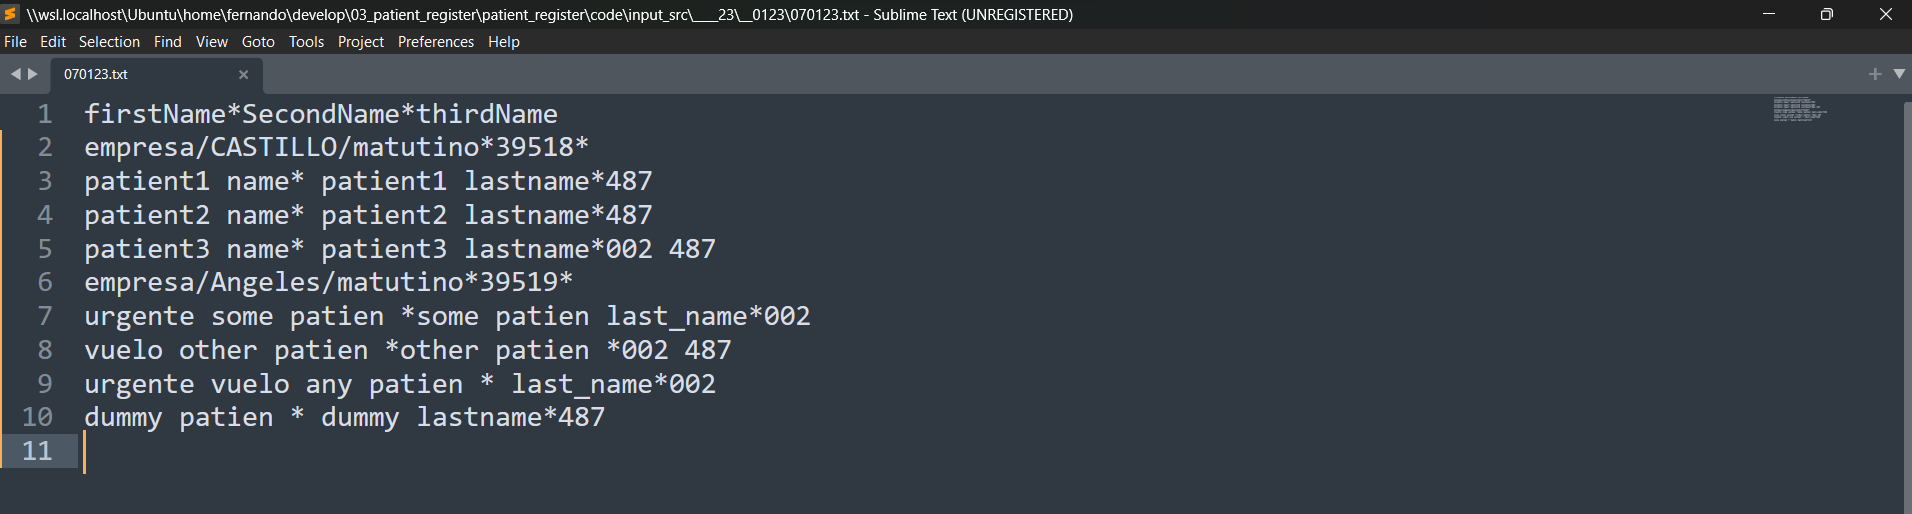 \\wsl.localhost\Ubuntu\home\fernando\develop\03_patient_register\patient_register\code\input_src\____23\__0123\070123.txt - Sublime Text (UNREGISTERED)
File Edit Selection Find View Goto Tools Project Preferences Help
070123.txt
1 firstName*SecondName*thirdName
2 empresa/CASTILLO/matutino*39518*
3 patient1 name* patient1 lastname*487
4 patient2 name* patient2 lastname*487
5 patient3 name* patient3 lastname*002 487
6 empresa/Angeles/matutino*39519*
7 urgente some patien *some patien last_name*002
8 vuelo other patien *other patien *002 487
9 urgente vuelo any patien * last_name*002
10 dummy patien * dummy lastname*487
11